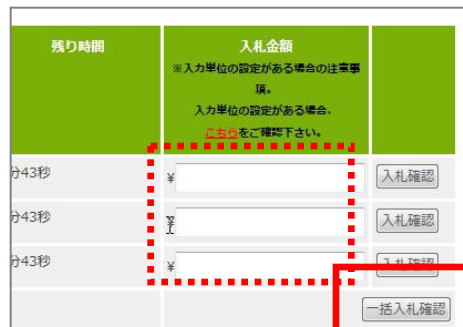 残り時間
入札金額
※入力単位の設定がある場合の注意事
項。
入力単位の設定がある場合、
こちらをご確認下さい。
分43秒 ¥ 入札確認
分43秒 ¥ 入札確認
分43秒 ¥ 入札確認
一括入札確認